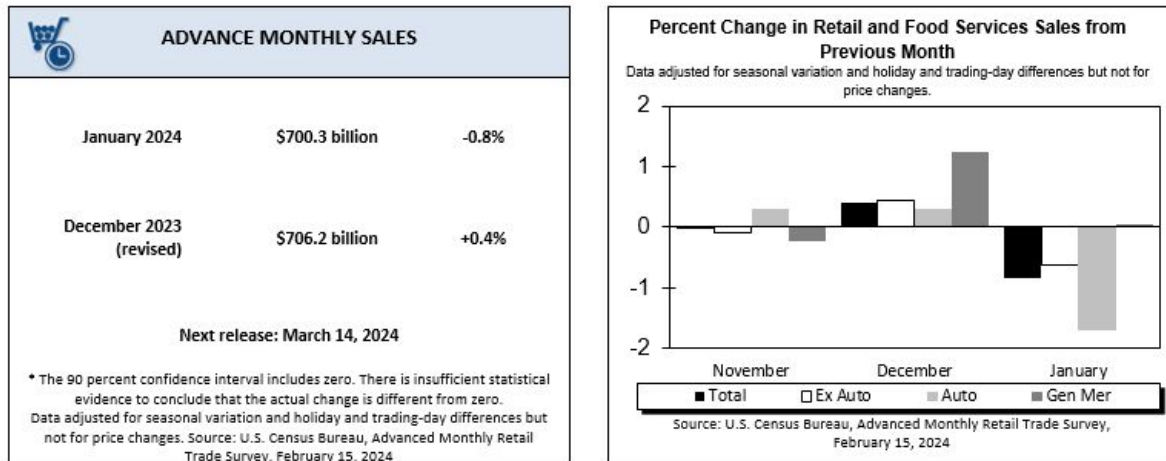 ADVANCE MONTHLY SALES
January 2024 $700.3 billion -0.8%
December 2023
(revised) $706.2 billion +0.4%
Next release: March 14, 2024
* The 90 percent confidence interval includes zero. There is insufficient statistical
evidence to conclude that the actual change is different from zero.
Data adjusted for seasonal variation and holiday and trading-day differences but
not for price changes. Source: U.S. Census Bureau, Advanced Monthly Retail
Trade Survey, February 15, 2024
Percent Change in Retail and Food Services Sales from
Previous Month
Data adjusted for seasonal variation and holiday and trading-day differences but not for
price changes.
2
1
0
-1
-2
November December January
Total Ex Auto Auto Gen Mer
Source: U.S. Census Bureau, Advanced Monthly Retail Trade Survey,
February 15, 2024